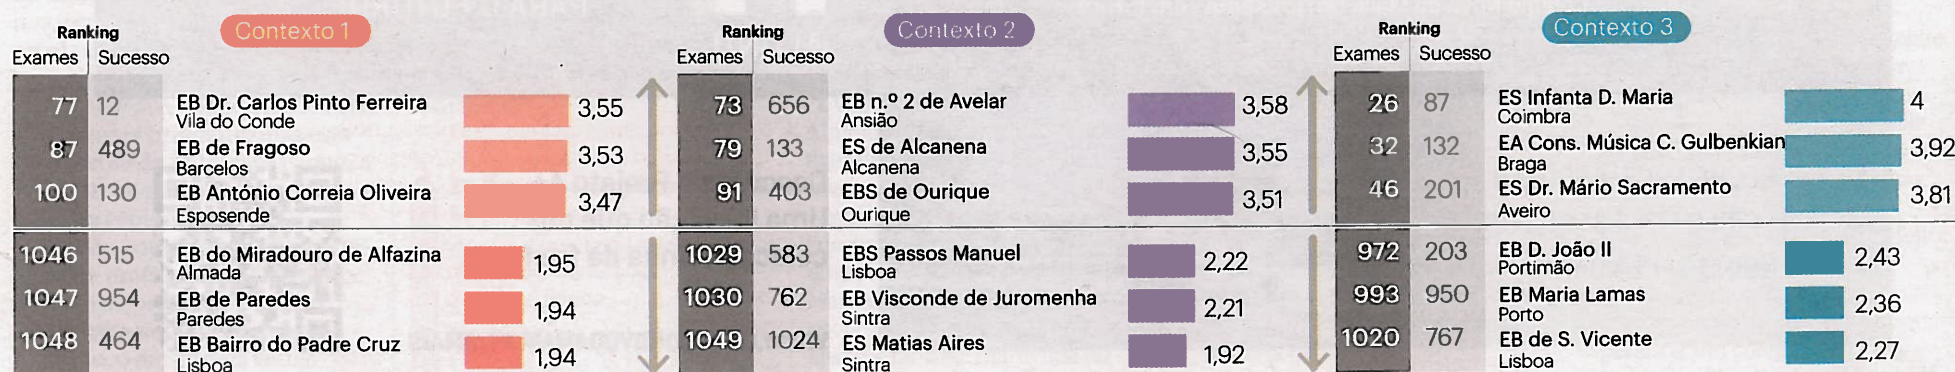 Ranking
Exames Sucesso
Contexto 1
77 12 EB Dr. Carlos Pinto Ferreira 3,55
Vila do Conde
87 489 EB de Fragoso 3,53
Barcelos
100 130 EB António Correia Oliveira 3,47
Esposende
1046 515 EB do Miradouro de Alfazina 1,95
Almada
1047 954 EB de Paredes 1,94
Paredes
1048 464 EB Bairro do Padre Cruz 1,94
Lisboa
Ranking
Exames Sucesso
Contexto 2
73 656 EB n.º 2 de Avelar 3,58
Ansião
79 133 ES de Alcanena 3,55
Alcanena
91 403 EBS de Ourique 3,51
Ourique
1029 583 EBS Passos Manuel 2,22
Lisboa
1030 762 EB Visconde de Juromenha 2,21
Sintra
1049 1024 ES Matias Aires 1,92
Sintra
Ranking
Exames Sucesso
Contexto 3
26 87 ES Infanta D. Maria 4
Coimbra
32 132 EA Cons. Música C. Gulbenkian 3,92
Braga
46 201 ES Dr. Mário Sacramento 3,81
Aveiro
972 203 EB D. João II 2,43
Portimão
993 950 EB Maria Lamas 2,36
Porto
1020 767 EB de S. Vicente 2,27
Lisboa